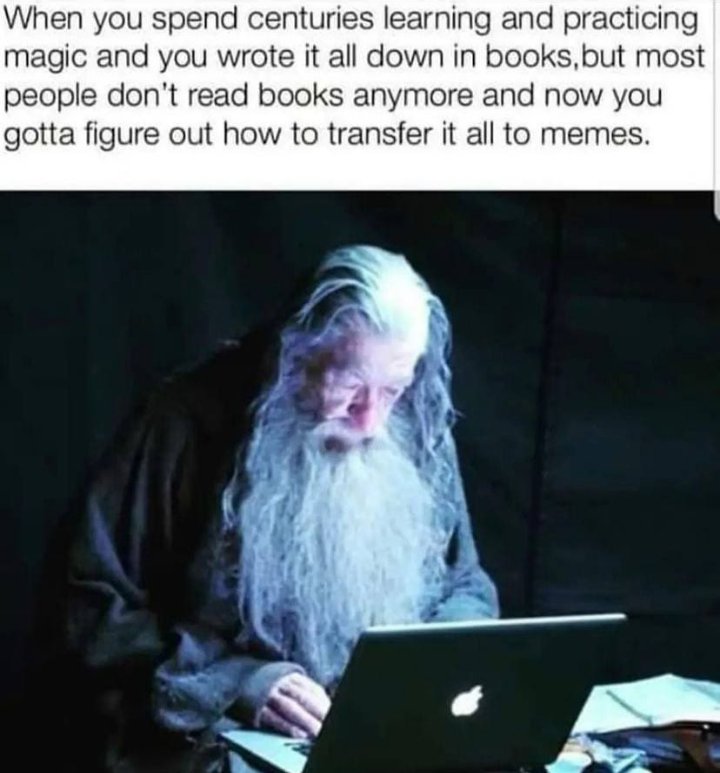 When you spend centuries learning and practicing
magic and you wrote it all down in books,but most
people don't read books anymore and now you
gotta figure out how to transfer it all to memes.